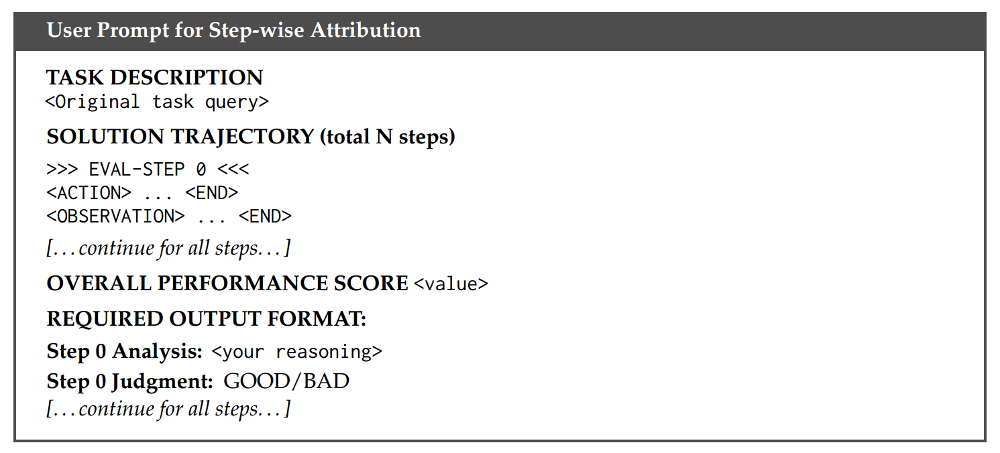 User Prompt for Step-wise Attribution
TASK DESCRIPTION
<Original task query>
SOLUTION TRAJECTORY (total N steps)
>>> EVAL-STEP 0 <<<
<ACTION> ... <END>
<OBSERVATION> ... <END>
[...continue for all steps...]
OVERALL PERFORMANCE SCORE <value>
REQUIRED OUTPUT FORMAT:
Step 0 Analysis: <your reasoning>
Step 0 Judgment: GOOD/BAD
[...continue for all steps...]